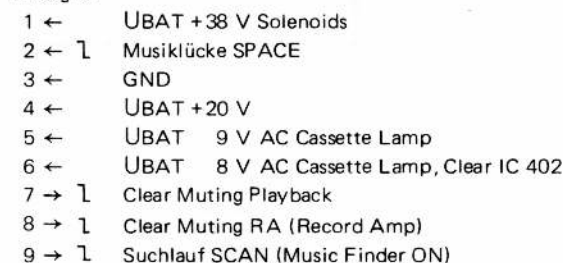 1 ← UBAT +38 V Solenoids
2 ← ʅ Musiklücke SPACE
3 ← GND
4 ← UBAT +20 V
5 ← UBAT 9 V AC Cassette Lamp
6 ← UBAT 8 V AC Cassette Lamp, Clear IC 402
7 → ʅ Clear Muting Playback
8 → ʅ Clear Muting RA (Record Amp)
9 → ʅ Suchlauf SCAN (Music Finder ON)